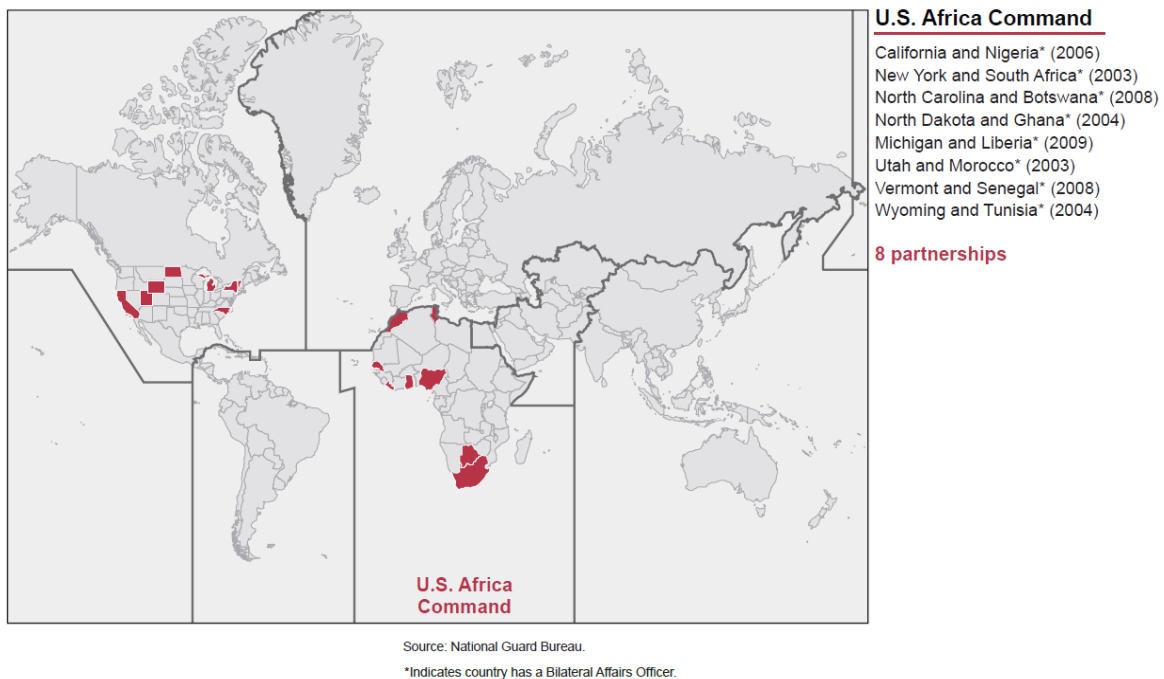 U.S. Africa Command
California and Nigeria* (2006)
New York and South Africa* (2003)
North Carolina and Botswana* (2008)
North Dakota and Ghana* (2004)
Michigan and Liberia* (2009)
Utah and Morocco* (2003)
Vermont and Senegal* (2008)
Wyoming and Tunisia* (2004)
8 partnerships
U.S. Africa
Command
Source: National Guard Bureau.
*Indicates country has a Bilateral Affairs Officer.